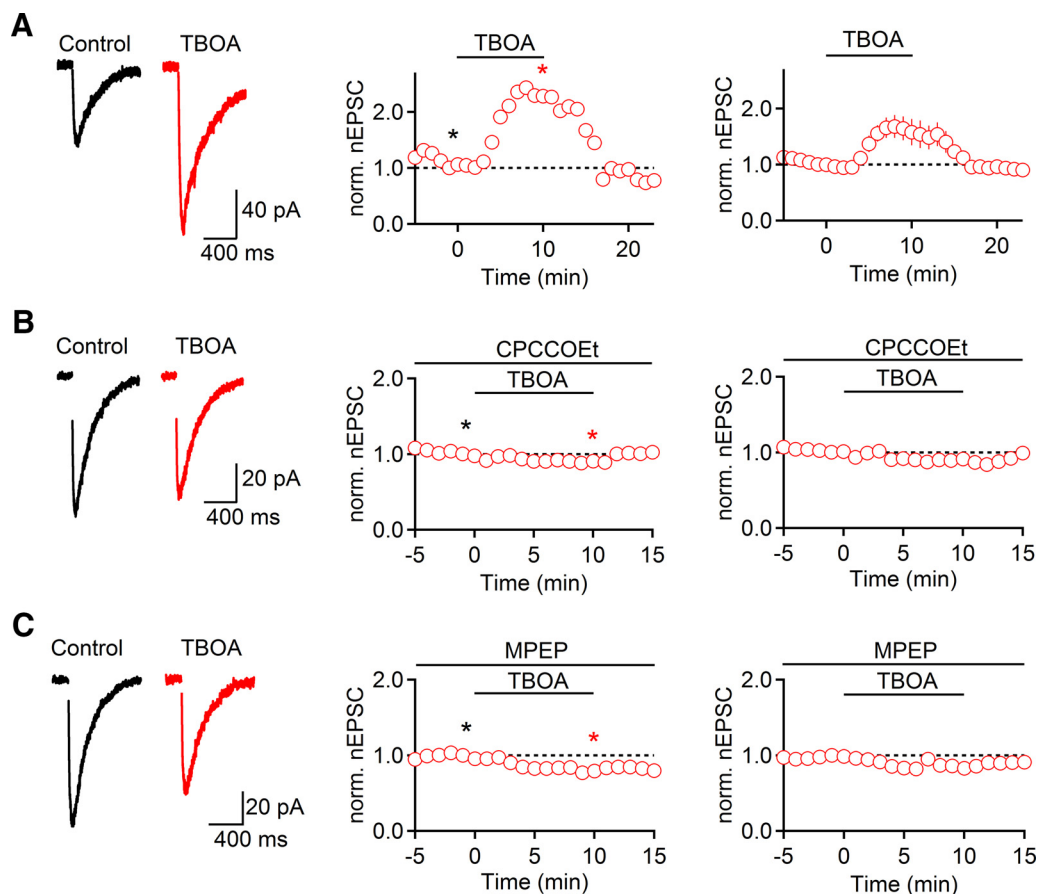 A
Control TBOA
40 pA
400 ms
TBOA
*
*
norm. nEPSC
2.0
1.0
0.0
0 10 20
Time (min)
TBOA
norm. nEPSC
2.0
1.0
0.0
0 10 20
Time (min)
B
Control TBOA
20 pA
400 ms
CPCCOEt
TBOA
* *
norm. nEPSC
2.0
1.0
0.0
-5 0 5 10 15
Time (min)
CPCCOEt
TBOA
norm. nEPSC
2.0
1.0
0.0
-5 0 5 10 15
Time (min)
C
Control TBOA
20 pA
400 ms
MPEP
TBOA
* *
norm. nEPSC
2.0
1.0
0.0
-5 0 5 10 15
Time (min)
MPEP
TBOA
norm. nEPSC
2.0
1.0
0.0
-5 0 5 10 15
Time (min)